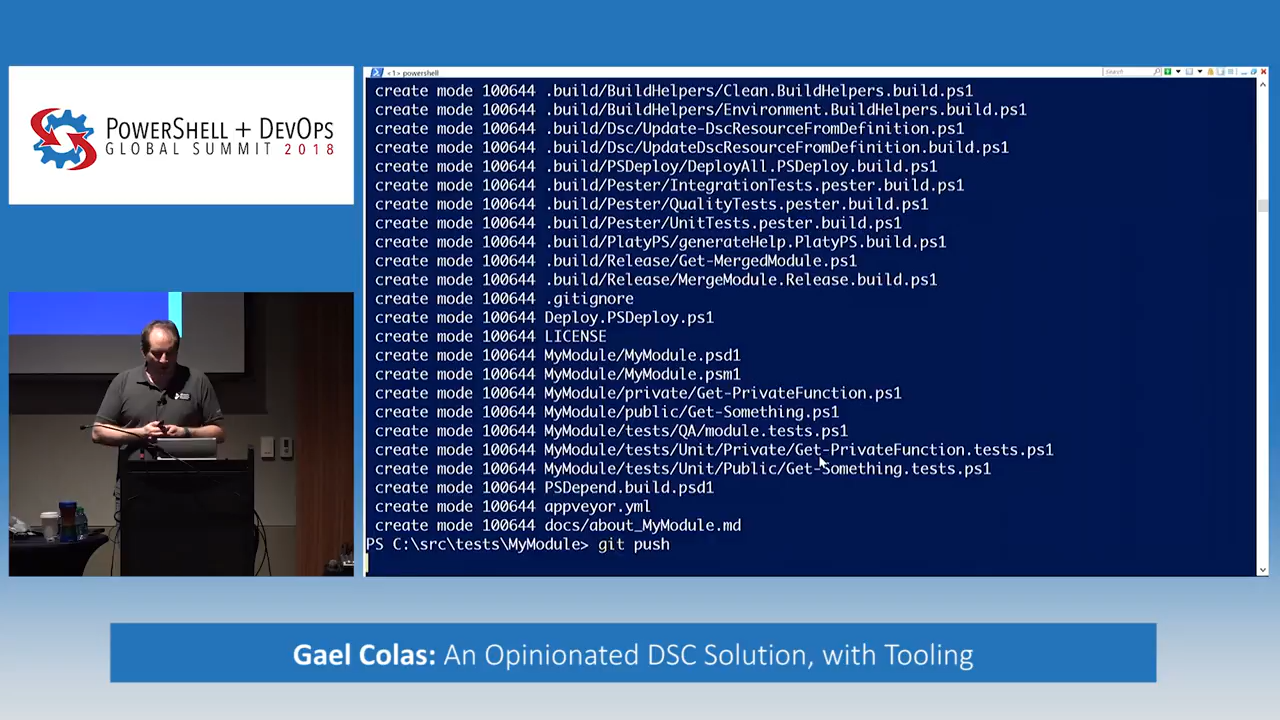 POWERSHELL + DEVOPS
GLOBAL SUMMIT 2018
<1> powershell
Search
create mode 100644 .build/BuildHelpers/Clean.BuildHelpers.build.ps1
create mode 100644 .build/BuildHelpers/Environment.BuildHelpers.build.ps1
create mode 100644 .build/Dsc/Update-DscResourceFromDefinition.ps1
create mode 100644 .build/Dsc/UpdateDscResourceFromDefinition.build.ps1
create mode 100644 .build/PSDeploy/DeployAll.PSDeploy.build.ps1
create mode 100644 .build/Pester/IntegrationTests.pester.build.ps1
create mode 100644 .build/Pester/QualityTests.pester.build.ps1
create mode 100644 .build/Pester/UnitTests.pester.build.ps1
create mode 100644 .build/PlatyPS/generateHelp.PlatyPS.build.ps1
create mode 100644 .build/Release/Get-MergedModule.ps1
create mode 100644 .build/Release/MergeModule.Release.build.ps1
create mode 100644 .gitignore
create mode 100644 Deploy.PSDeploy.ps1
create mode 100644 LICENSE
create mode 100644 MyModule/MyModule.psd1
create mode 100644 MyModule/MyModule.psm1
create mode 100644 MyModule/private/Get-PrivateFunction.ps1
create mode 100644 MyModule/public/Get-Something.ps1
create mode 100644 MyModule/tests/QA/module.tests.ps1
create mode 100644 MyModule/tests/Unit/Private/Get-PrivateFunction.tests.ps1
create mode 100644 MyModule/tests/Unit/Public/Get-Something.tests.ps1
create mode 100644 PSDepend.build.psd1
create mode 100644 appveyor.yml
create mode 100644 docs/about_MyModule.md
PS C:\src\tests\MyModule> git push
Gael Colas: An Opinionated DSC Solution, with Tooling